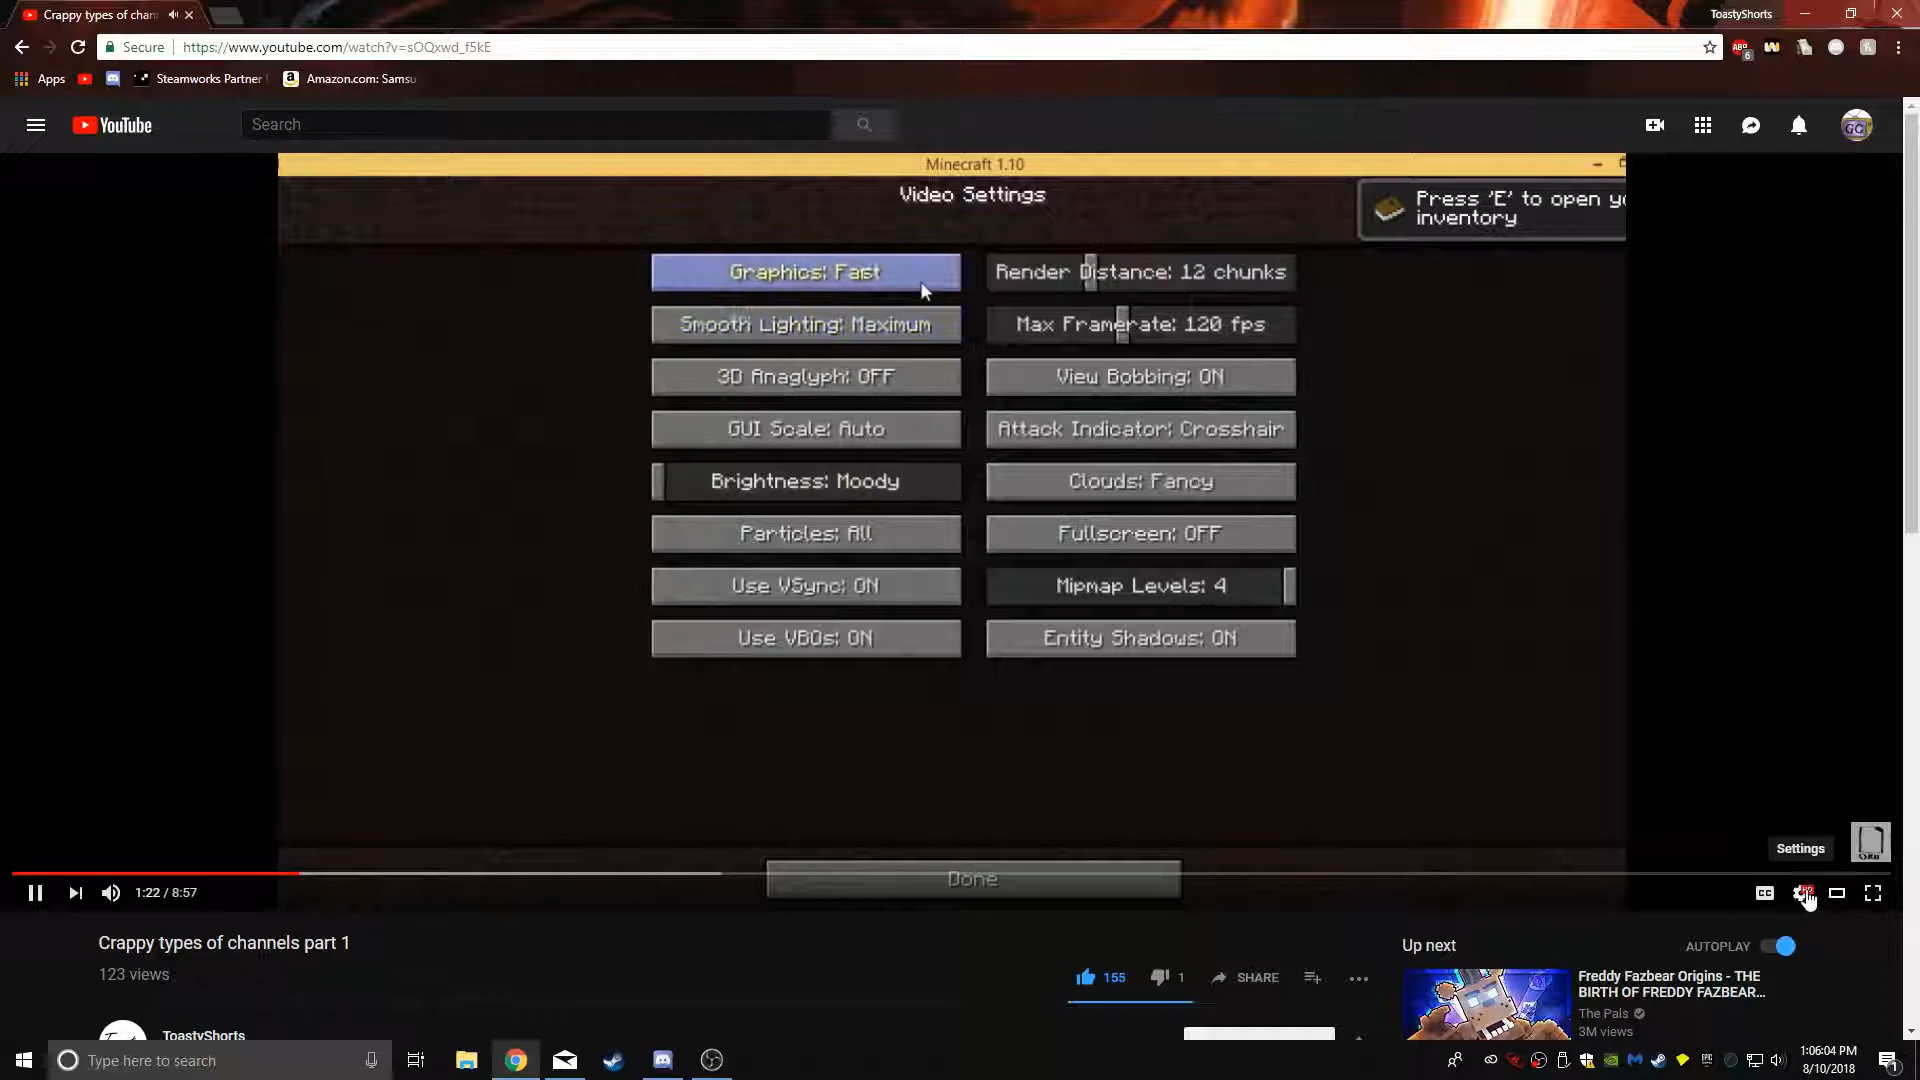 Crappy types of chan
ToastyShorts
Secure
https://www.youtube.com/watch?v=sOQxwd_f5kE
ABP
6
Apps
Steamworks Partner
Amazon.com: Samsu
YouTube
Search
GC
Minecraft 1.10
Video Settings
Press 'E' to open yo
inventory
Graphics: Fast
Render Distance: 12 chunks
Smooth Lighting: Maximum
Max Framerate: 120 fps
3D Anaglyph: OFF
View Bobbing: ON
GUI Scale: Auto
Attack Indicator: Crosshair
Brightness: Moody
Clouds: Fancy
Particles: All
Fullscreen: OFF
Use VSync: ON
Mipmap Levels: 4
Use VBOs: ON
Entity Shadows: ON
Settings
Done
1:22 / 8:57
CC
Crappy types of channels part 1
123 views
155
1
SHARE
Up next
AUTOPLAY
Freddy Fazbear Origins - THE
BIRTH OF FREDDY FAZBEAR...
The Pals
3M views
ToastyShorts
Type here to search
1:06:04 PM
8/10/2018
1